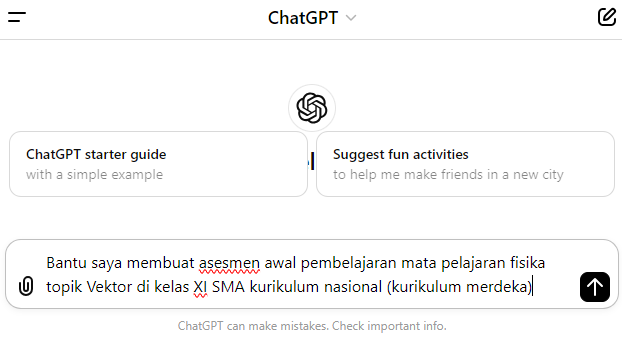 ChatGPT
ChatGPT starter guide
with a simple example
Suggest fun activities
to help me make friends in a new city
Bantu saya membuat asesmen awal pembelajaran mata pelajaran fisika
topik Vektor di kelas XI SMA kurikulum nasional (kurikulum merdeka)
ChatGPT can make mistakes. Check important info.